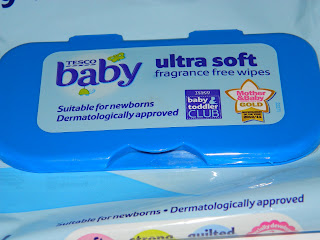 TESCO
baby
ultra soft
fragrance free wipes
Suitable for newborns
Dermatologically approved
TESCO
baby &
toddler
CLUB
Mother&Baby
GOLD
Suitable for newborns • Dermatologically approved
strong